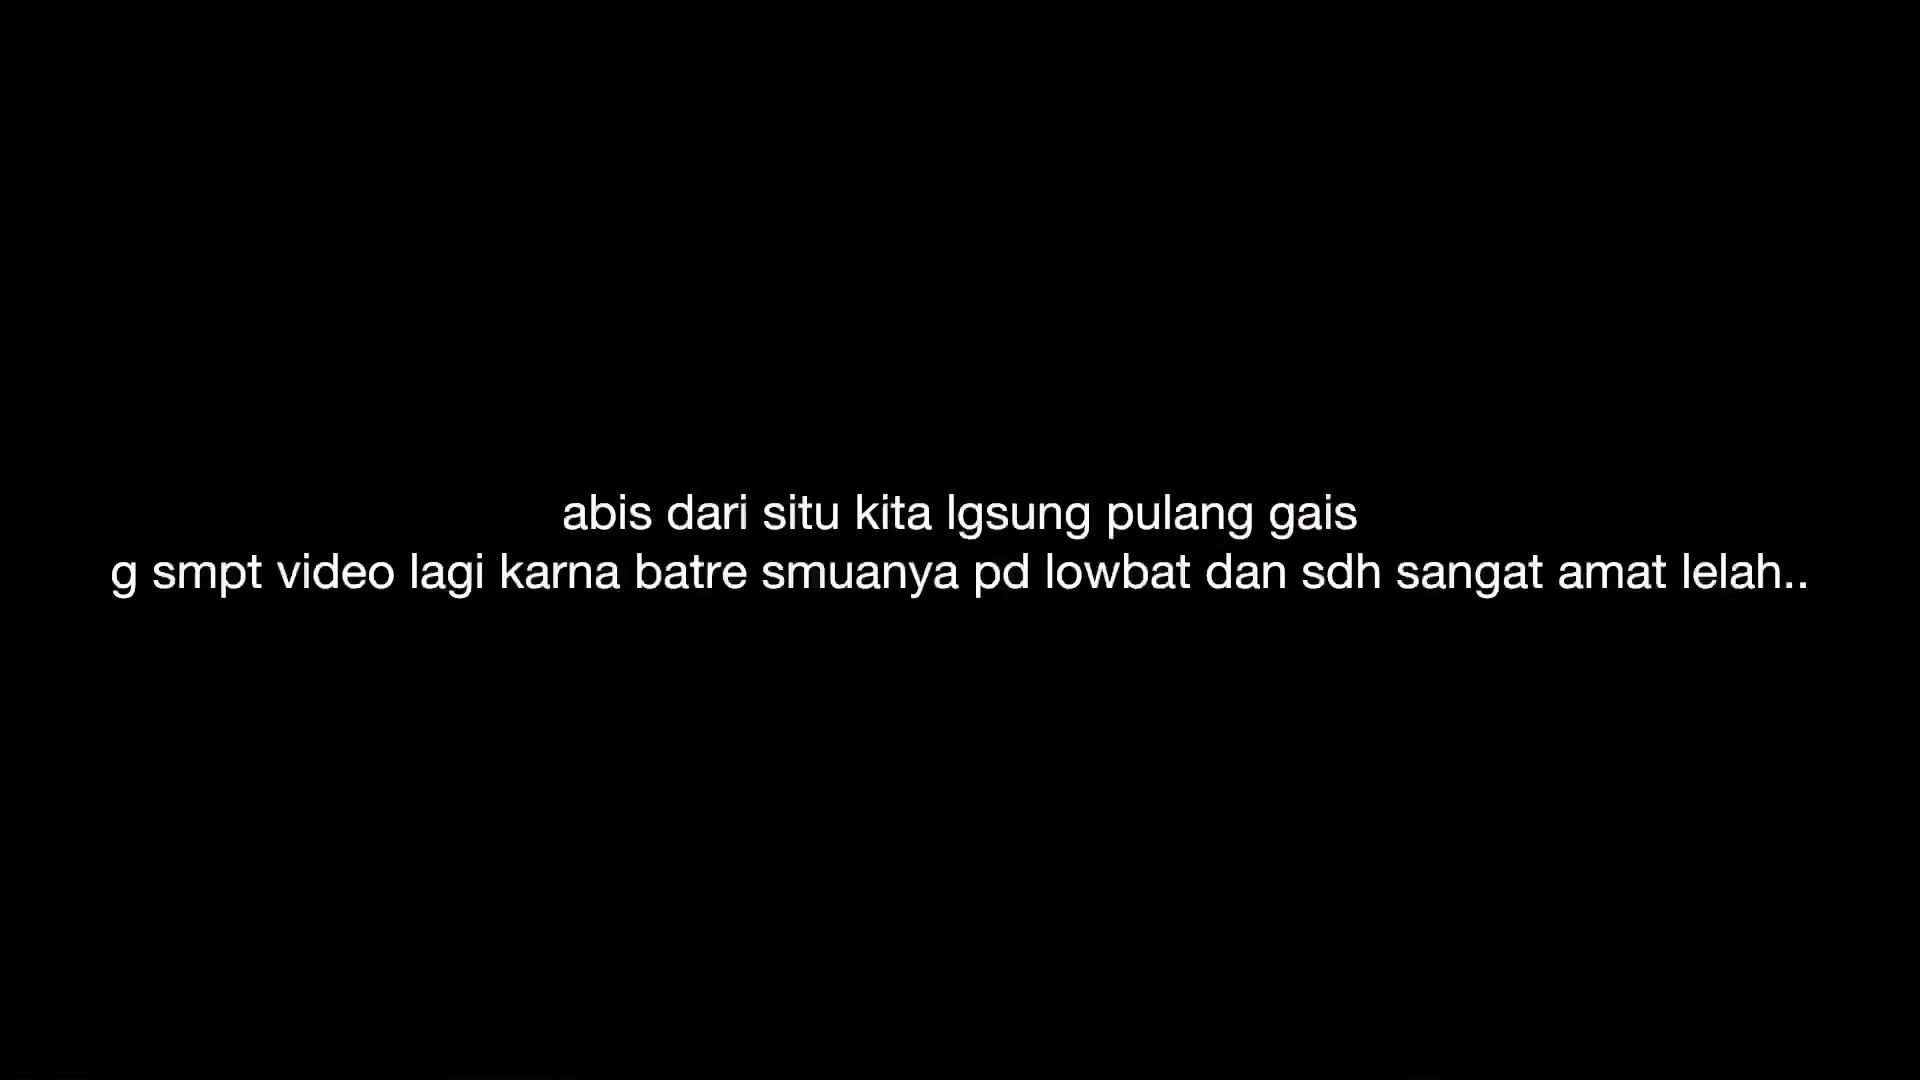 abis dari situ kita lgsung pulang gais
g smpt video lagi karna batre smuanya pd lowbat dan sdh sangat amat lelah..